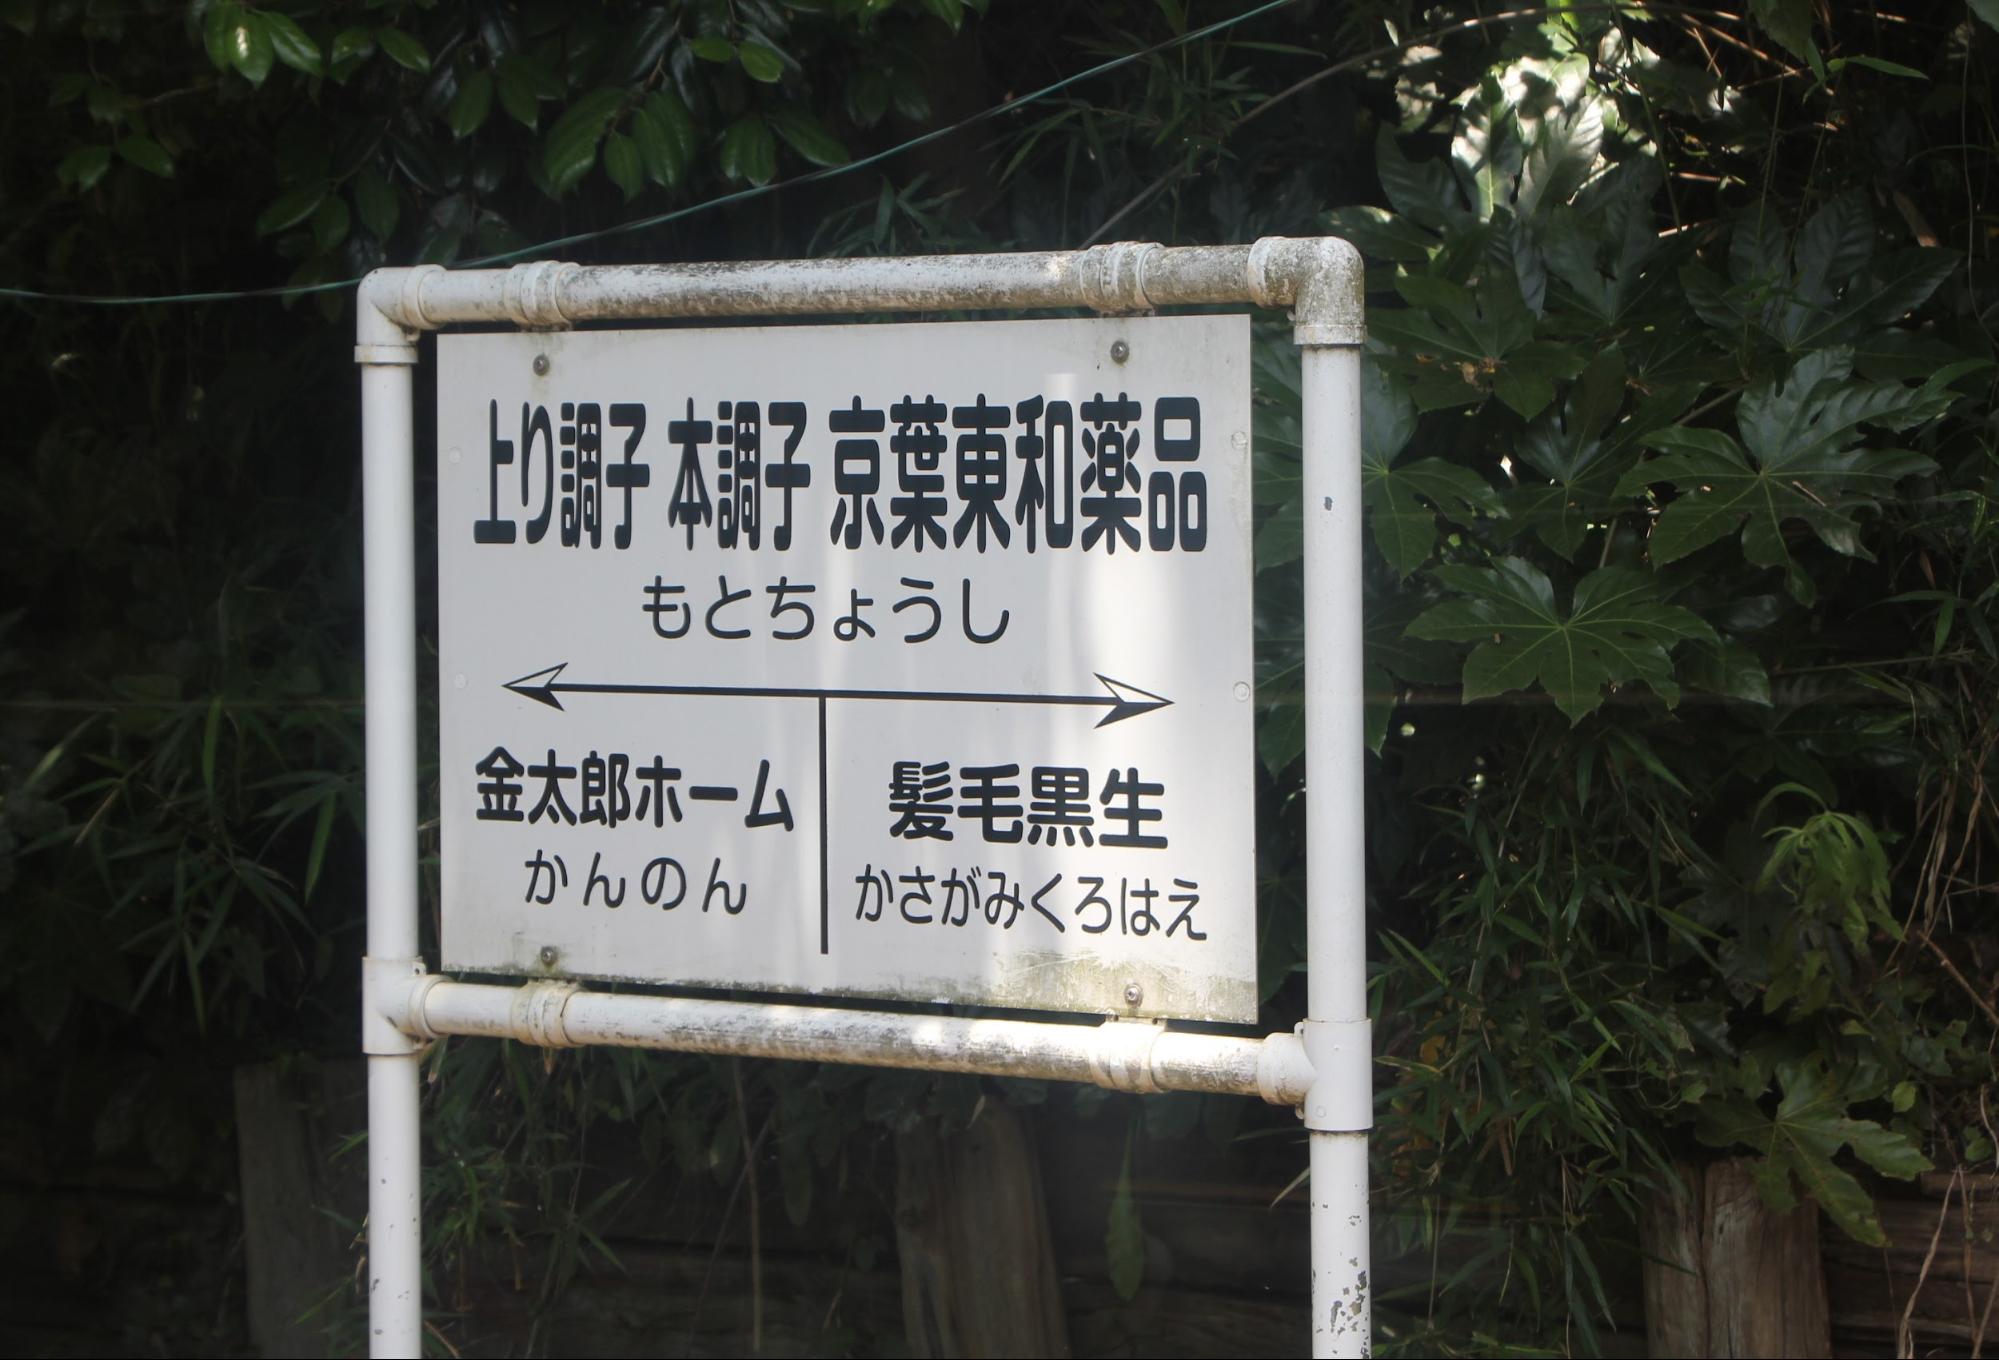 上り調子 本調子 京葉東和薬品
もとちょうし
金太郎ホーム
かんのん
髪毛黒生
かさがみくろはえ